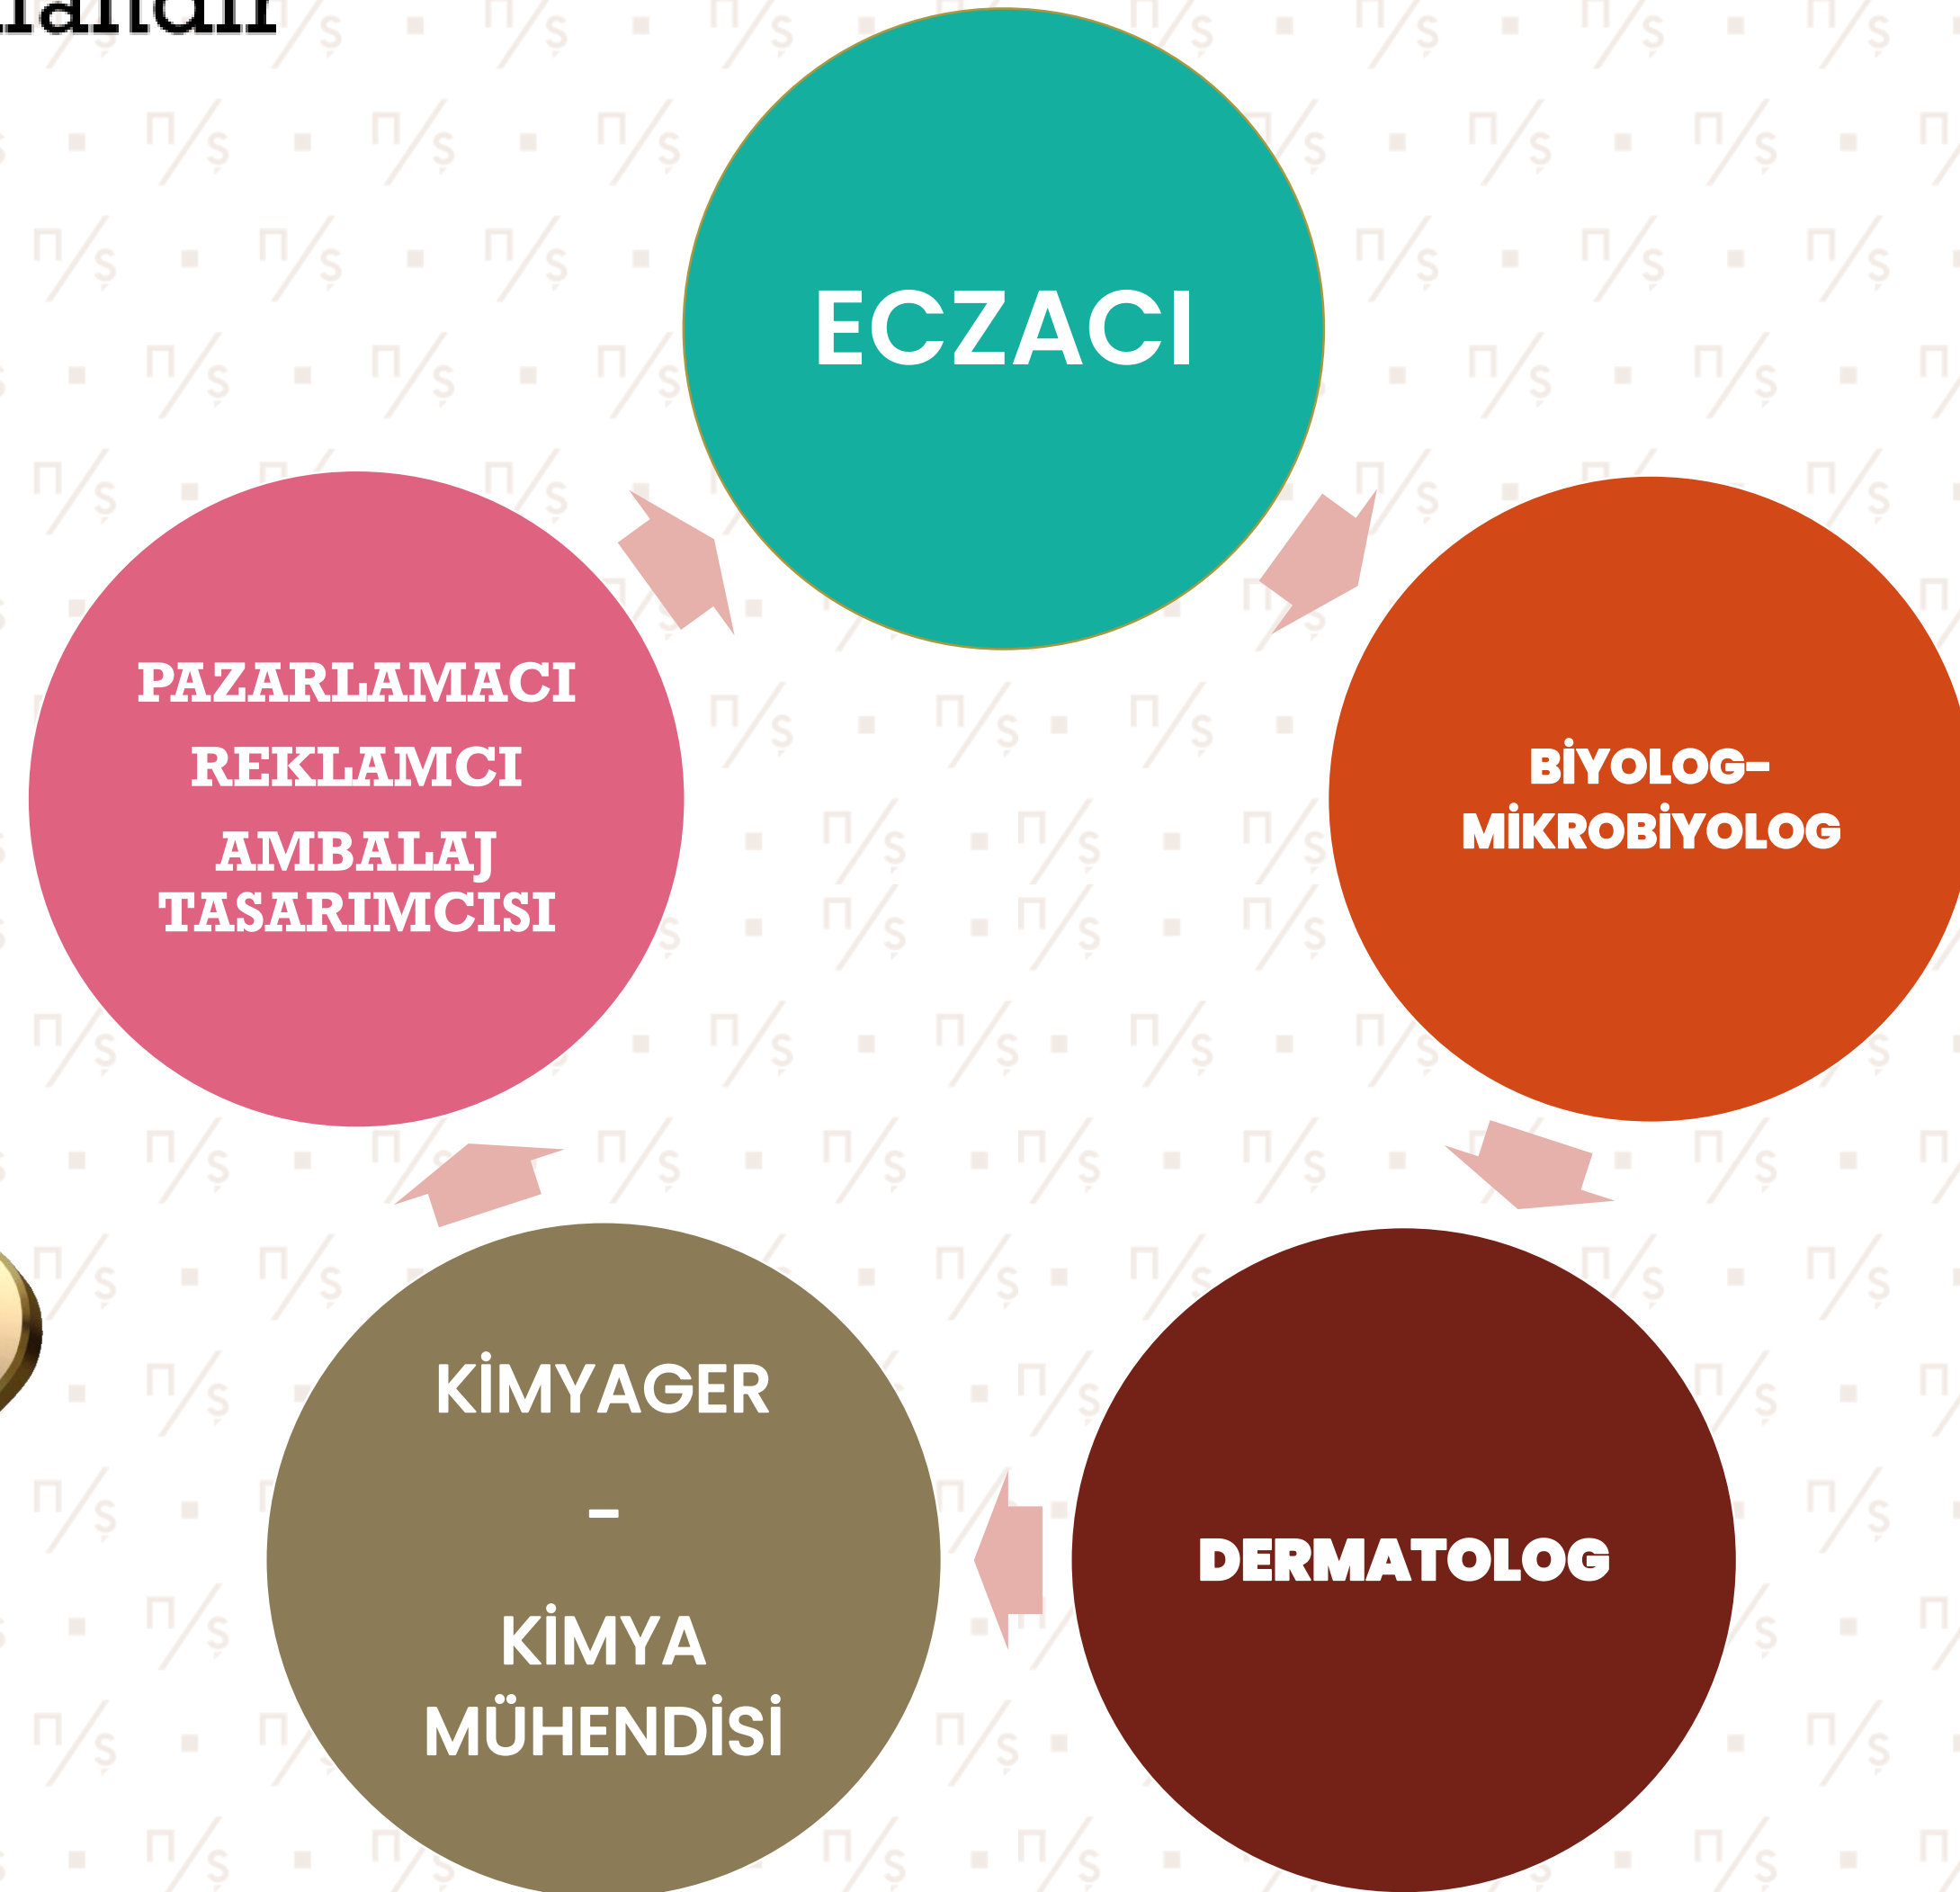 ECZACI
PAZARLAMACI
REKLAMCI
AMBALAJ
TASARIMCISI
BİYOLOG-
MİKROBİYOLOG
KİMYAGER
-
KİMYA
MÜHENDİSİ
DERMATOLOG